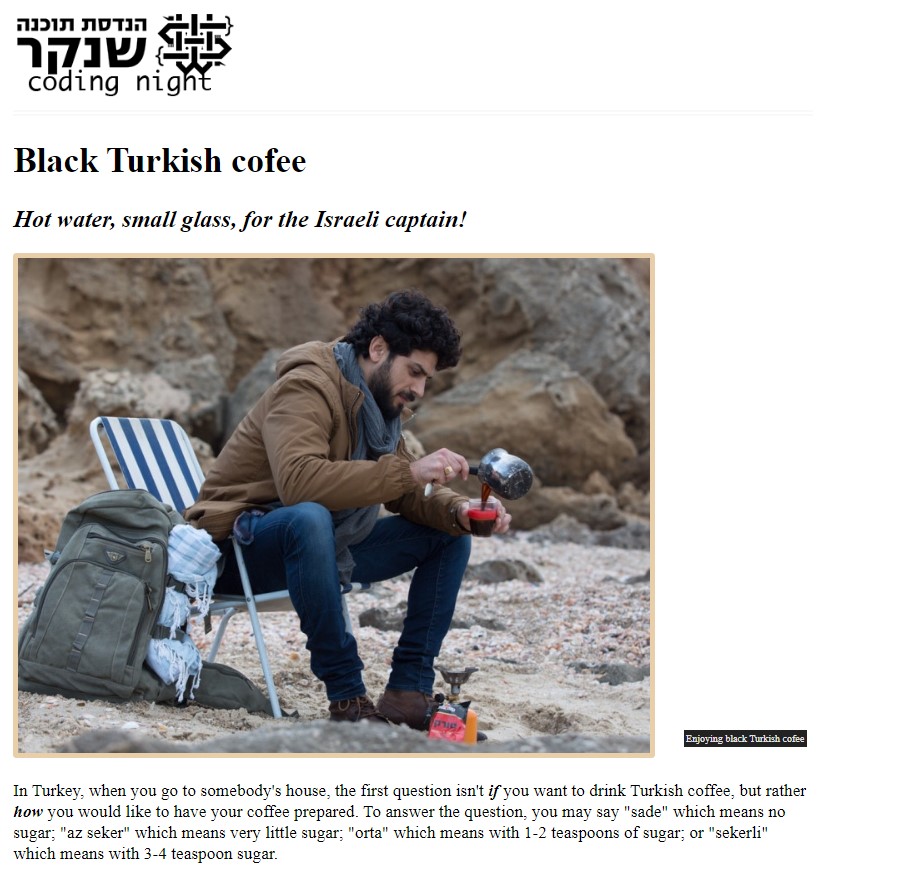 הנדסת תוכנה
שנקר
coding night
Black Turkish cofee
Hot water, small glass, for the Israeli captain!
Enjoying black Turkish cofee
In Turkey, when you go to somebody's house, the first question isn't if you want to drink Turkish coffee, but rather
how you would like to have your coffee prepared. To answer the question, you may say "sade" which means no
sugar; "az seker" which means very little sugar; "orta" which means with 1-2 teaspoons of sugar; or "sekerli"
which means with 3-4 teaspoon sugar.